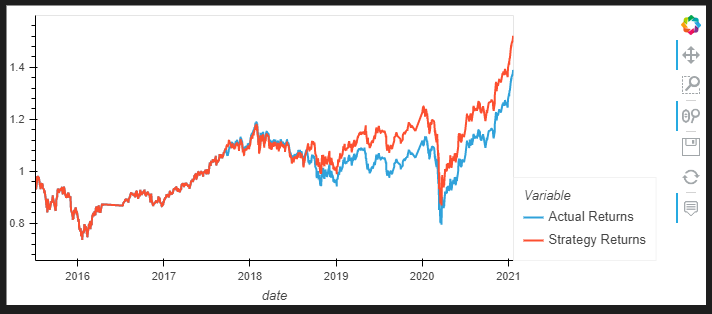 1.4
1.2
1
0.8
2016
2017
2018
2019
2020
2021
date
Variable
Actual Returns
Strategy Returns